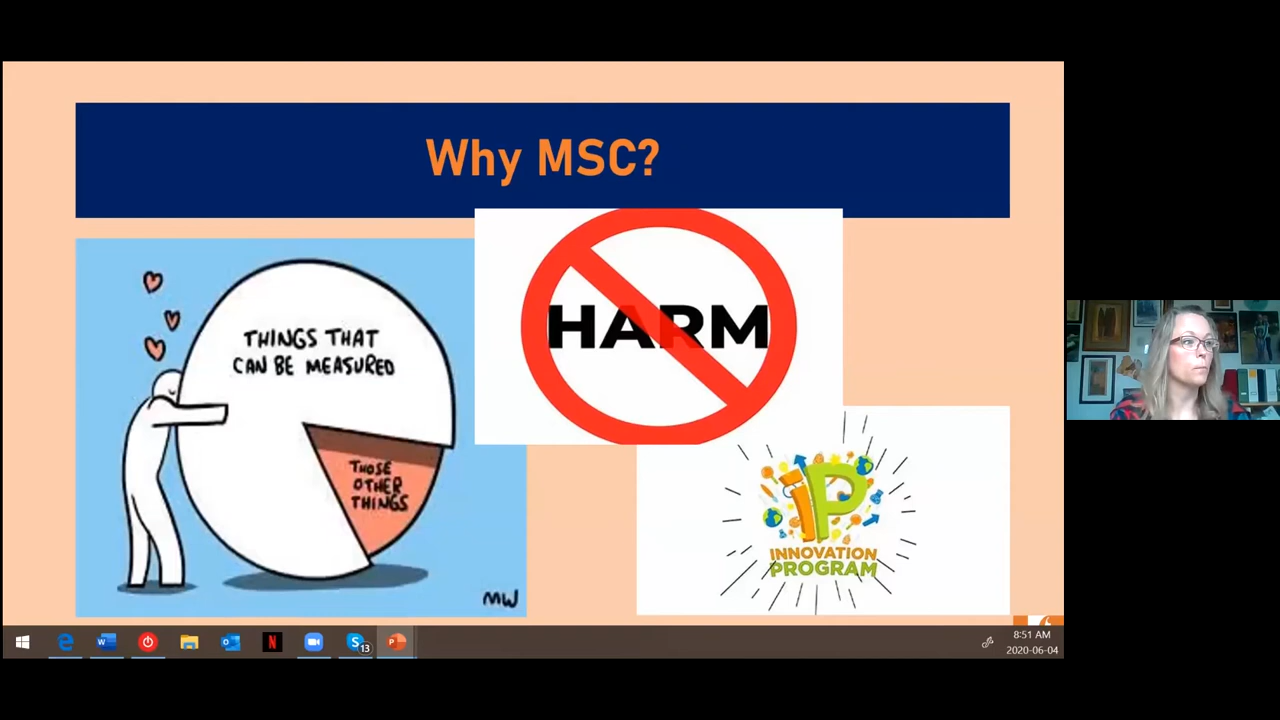 Why MSC?
THINGS THAT
CAN BE MEASURED
THOSE
OTHER
THINGS
MW
HARM
iP
INNOVATION
PROGRAM
13
8:51 AM
2020-06-04